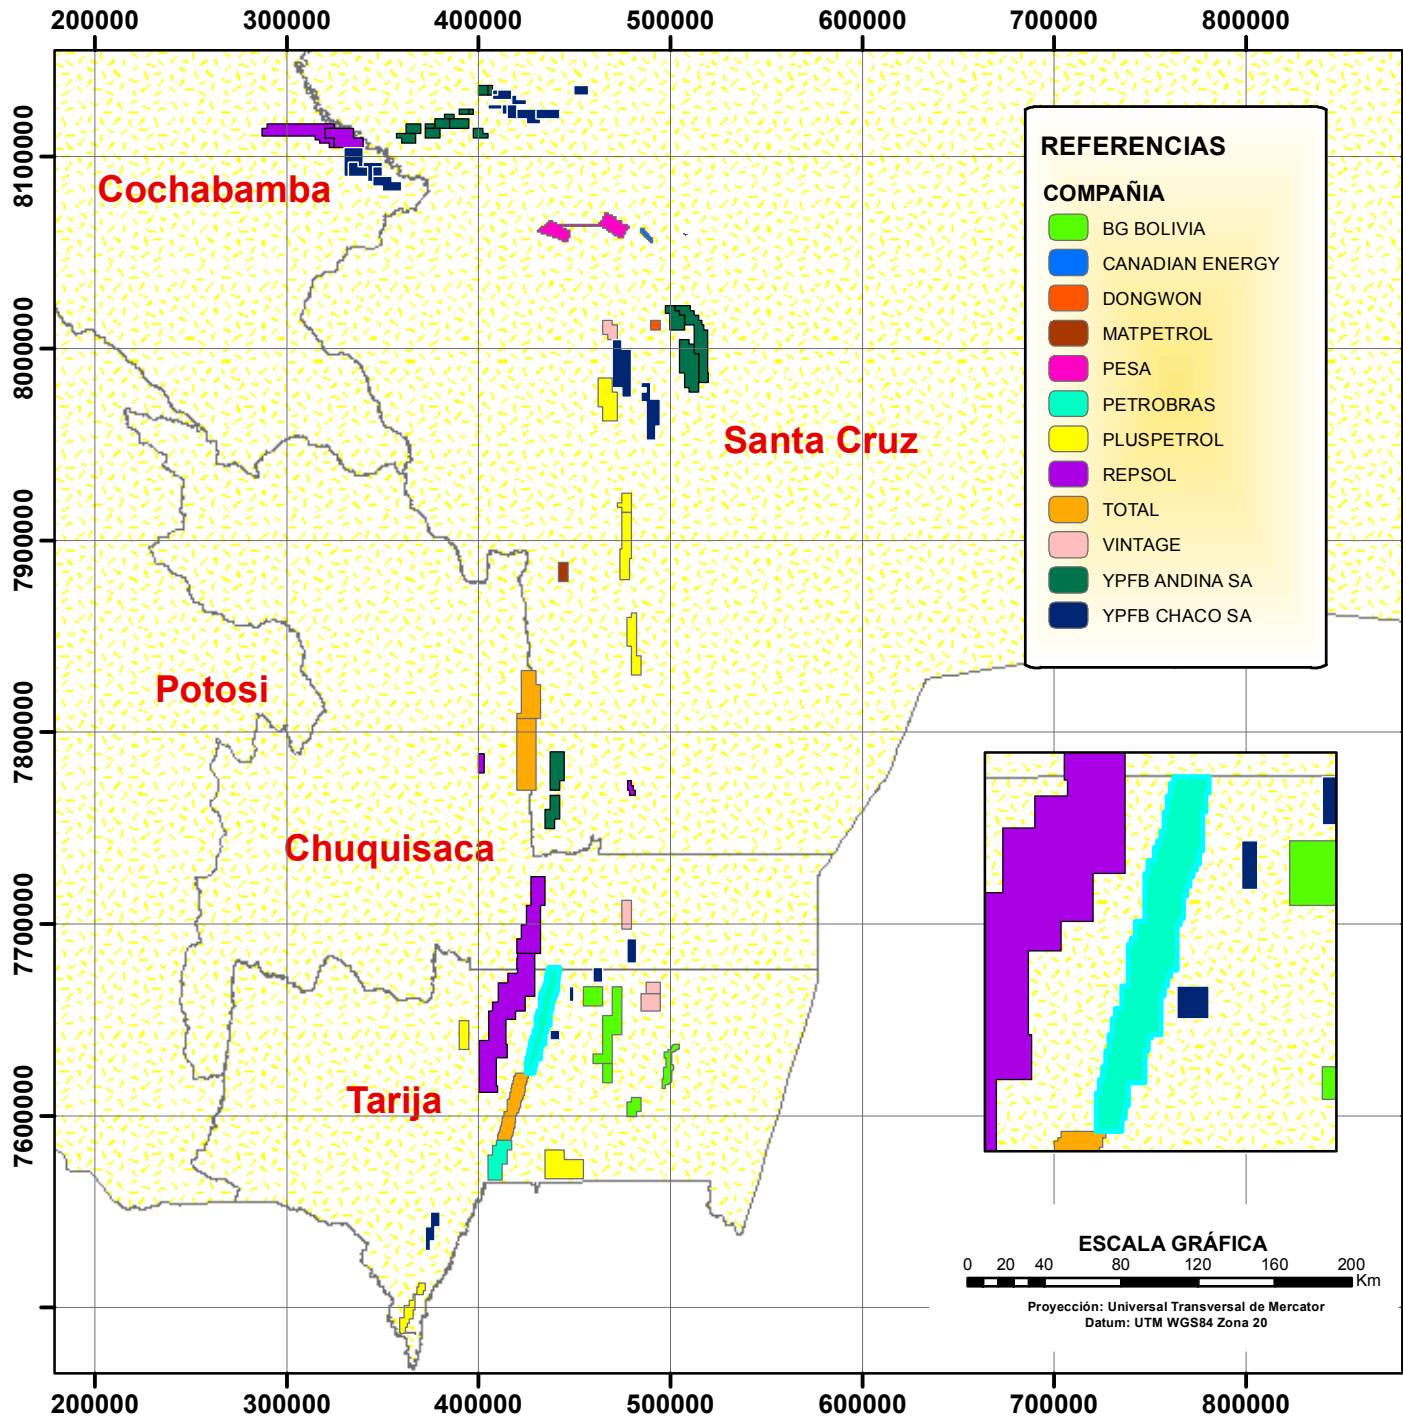 200000 300000 400000 500000 600000 700000 800000
8100000
8000000
7900000
7800000
7700000
7600000
Cochabamba
Santa Cruz
Potosi
Chuquisaca
Tarija
REFERENCIAS
COMPAÑIA
BG BOLIVIA
CANADIAN ENERGY
DONGWON
MATPETROL
PESA
PETROBRAS
PLUSPETROL
REPSOL
TOTAL
VINTAGE
YPFB ANDINA SA
YPFB CHACO SA
ESCALA GRÁFICA
0 20 40 80 120 160 200
Km
Proyección: Universal Transversal de Mercator
Datum: UTM WGS84 Zona 20
200000 300000 400000 500000 600000 700000 800000